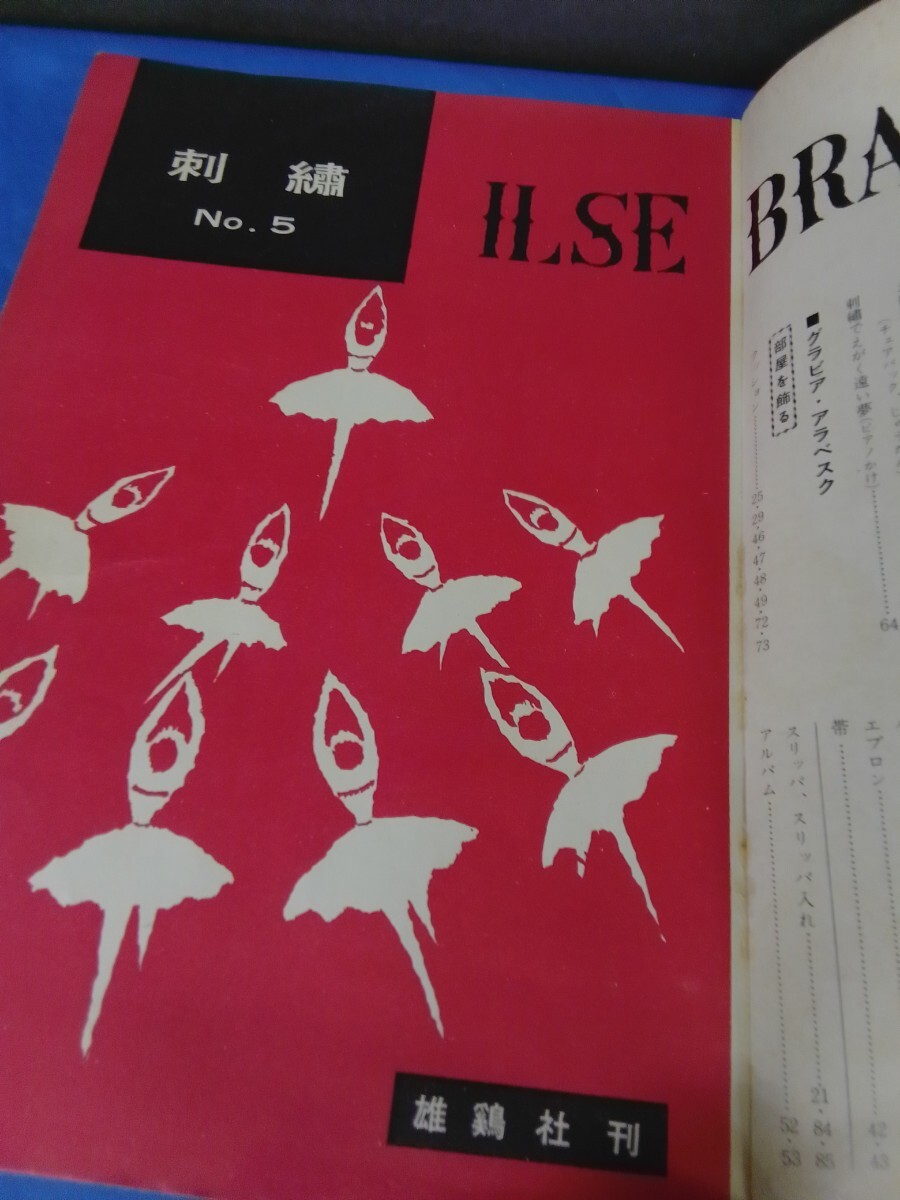 刺繡
No. 5
ILSE BRA
刺繡でえがく遠い夢(ピアノかけ)……………64
■グラビア・アラベスク
部屋を飾る
25・29・46・47・48・49・72・73
エプロン……………42・43
帯
スリッパ、スリッパ入れ……………21・84・85
アルバム……………52・53
雄鷄社刊